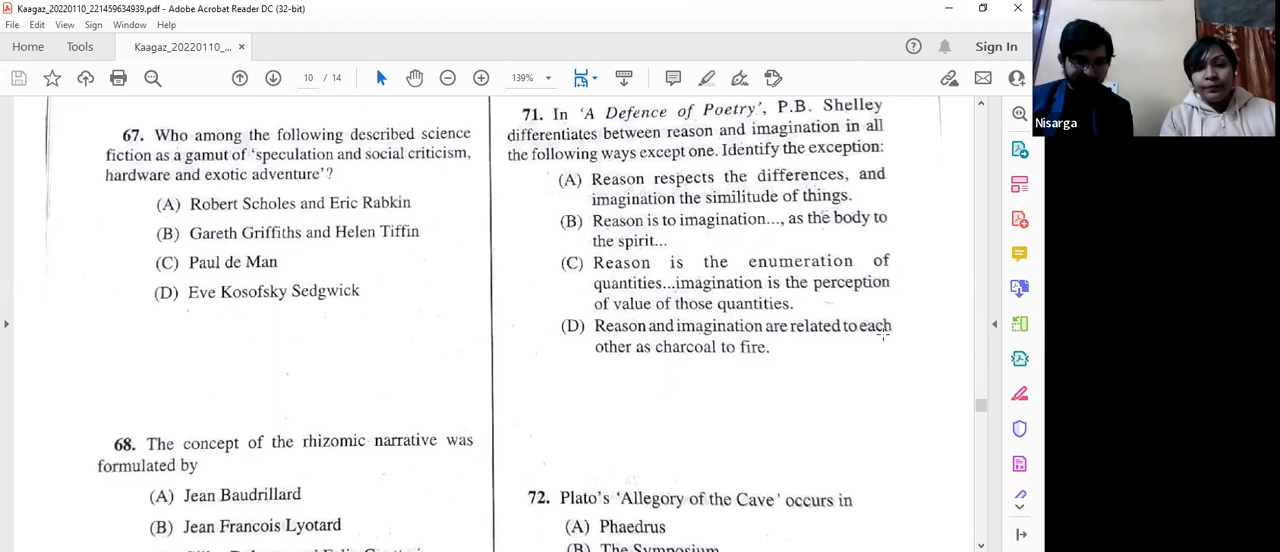 Kaagaz_20220110_221459634939.pdf - Adobe Acrobat Reader DC (32-bit)
File Edit View Sign Window Help
Home Tools Kaagaz_20220110_... × Sign In
10 / 14 139%
Nisarga
67. Who among the following described science
fiction as a gamut of ‘speculation and social criticism,
hardware and exotic adventure’?
(A) Robert Scholes and Eric Rabkin
(B) Gareth Griffiths and Helen Tiffin
(C) Paul de Man
(D) Eve Kosofsky Sedgwick
68. The concept of the rhizomic narrative was
formulated by
(A) Jean Baudrillard
(B) Jean Francois Lyotard
71. In ‘A Defence of Poetry’, P.B. Shelley
differentiates between reason and imagination in all
the following ways except one. Identify the exception:
(A) Reason respects the differences, and
imagination the similitude of things.
(B) Reason is to imagination..., as the body to
the spirit...
(C) Reason is the enumeration of
quantities...imagination is the perception
of value of those quantities.
(D) Reason and imagination are related to each
other as charcoal to fire.
72. Plato’s ‘Allegory of the Cave’ occurs in
(A) Phaedrus
(B) The Symposium